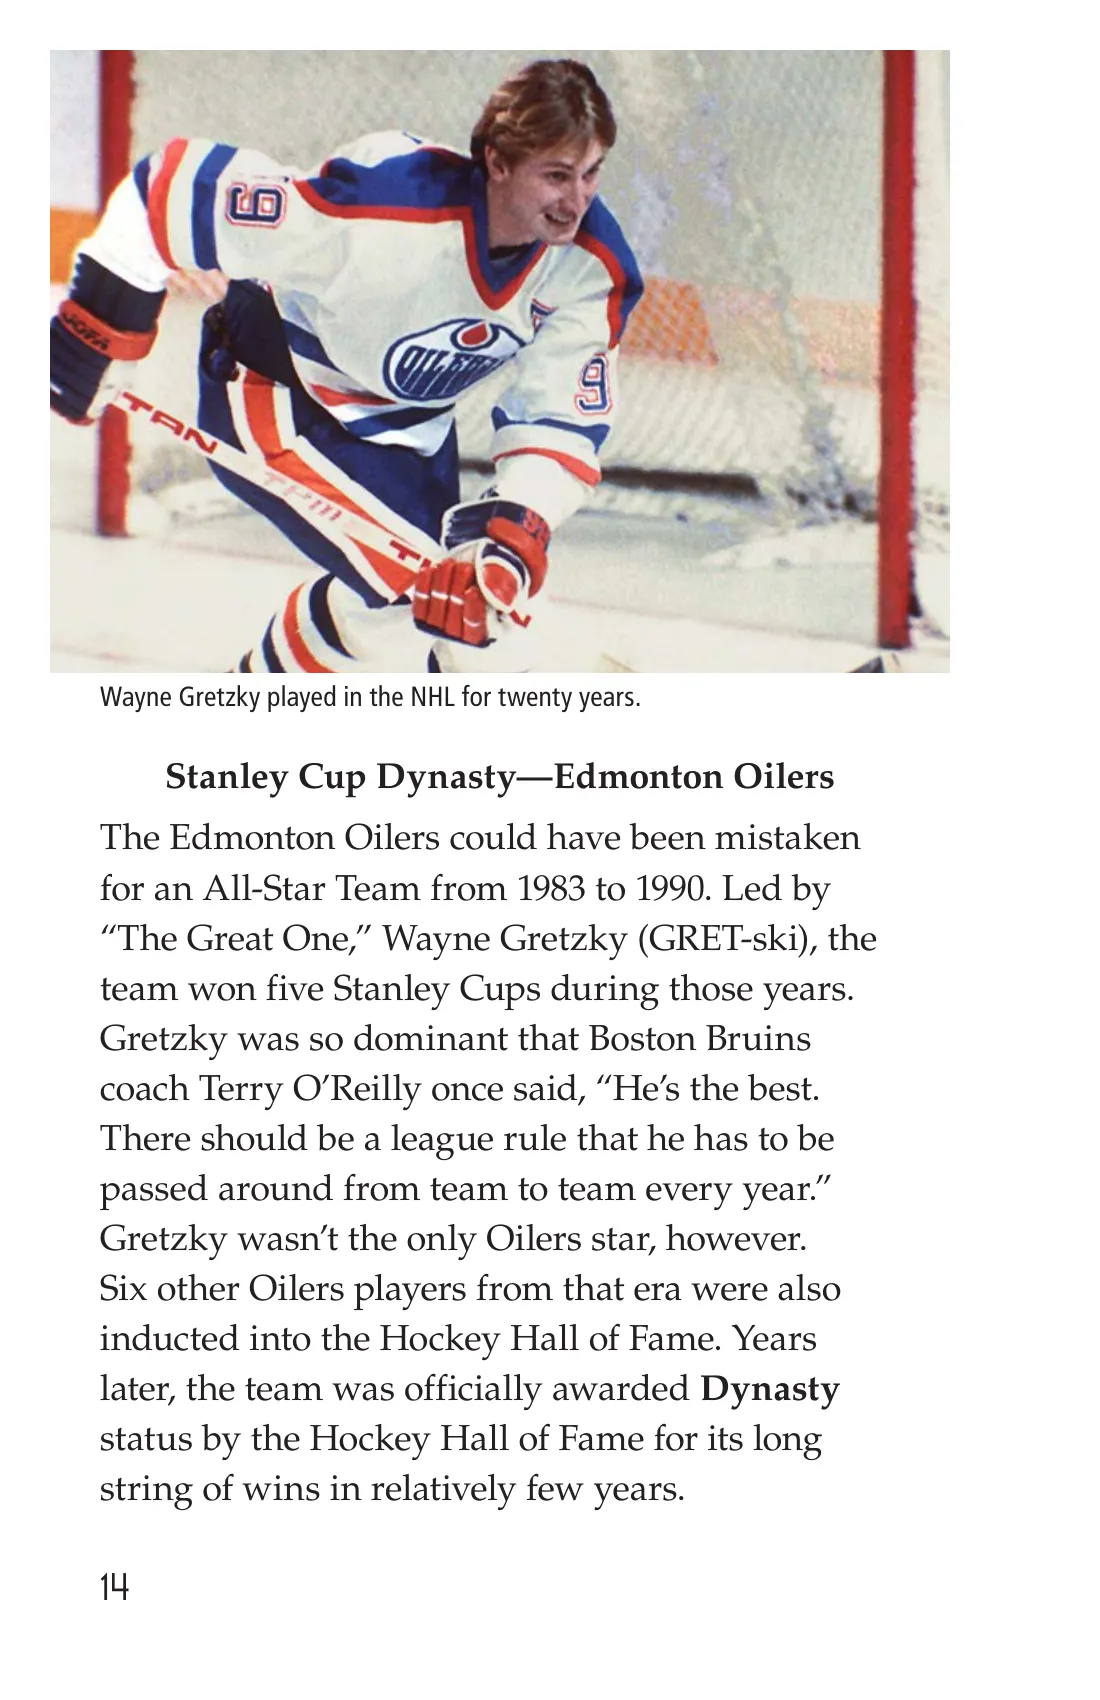 9
OILERS
9
JOFA
TITAN
99
Wayne Gretzky played in the NHL for twenty years.
Stanley Cup Dynasty—Edmonton Oilers
The Edmonton Oilers could have been mistaken
for an All-Star Team from 1983 to 1990. Led by
“The Great One,” Wayne Gretzky (GRET-ski), the
team won five Stanley Cups during those years.
Gretzky was so dominant that Boston Bruins
coach Terry O’Reilly once said, “He’s the best.
There should be a league rule that he has to be
passed around from team to team every year.”
Gretzky wasn’t the only Oilers star, however.
Six other Oilers players from that era were also
inducted into the Hockey Hall of Fame. Years
later, the team was officially awarded Dynasty
status by the Hockey Hall of Fame for its long
string of wins in relatively few years.
14